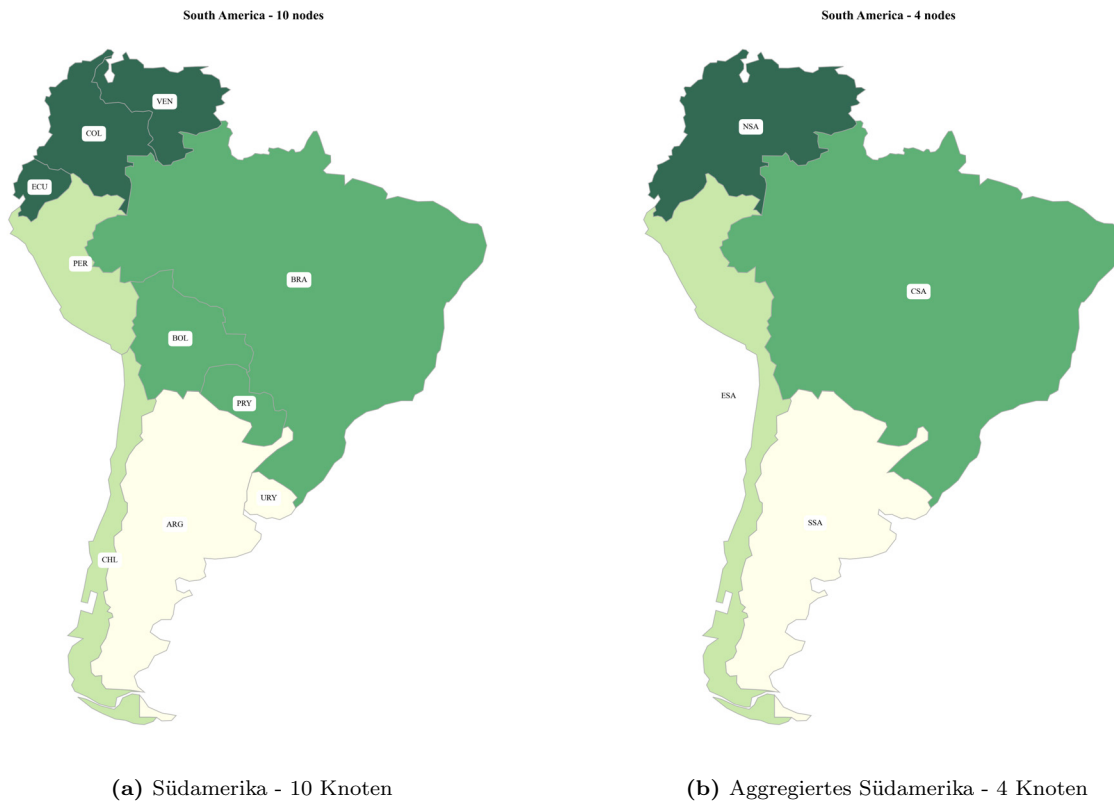 South America - 10 nodes
VEN
COL
ECU
PER
BRA
BOL
PRY
URY
ARG
CHL
(a) Südamerika - 10 Knoten
South America - 4 nodes
NSA
CSA
ESA
SSA
(b) Aggregiertes Südamerika - 4 Knoten